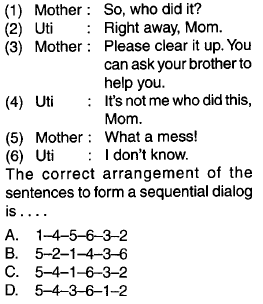 (1) Mother : So, who did it?
(2) Uti : Right away, Mom.
(3) Mother : Please clear it up. You
can ask your brother to
help you.
(4) Uti : It's not me who did this,
Mom.
(5) Mother : What a mess!
(6) Uti : I don't know.
The correct arrangement of the
sentences to form a sequential dialog
is ....
A. 1–4–5–6–3–2
B. 5–2–1–4–3–6
C. 5–4–1–6–3–2
D. 5–4–3–6–1–2